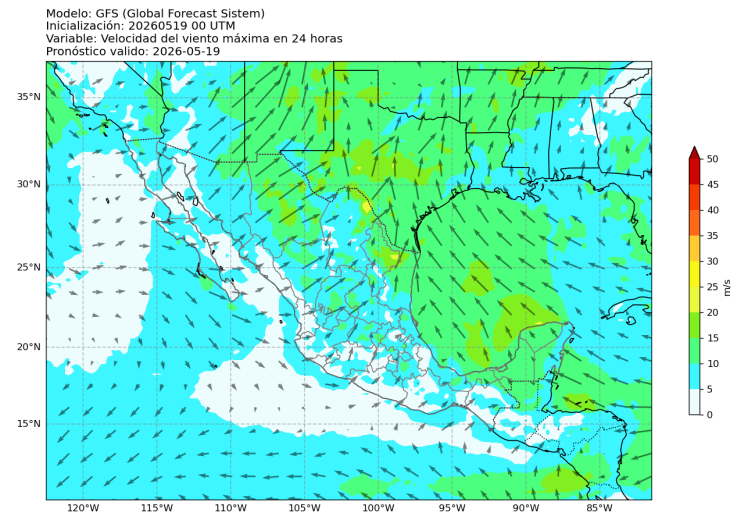 Modelo: GFS (Global Forecast Sistem)
Inicialización: 20260519 00 UTM
Variable: Velocidad del viento máxima en 24 horas
Pronóstico valido: 2026-05-19
35°N
30°N
25°N
20°N
15°N
120°W
115°W
110°W
105°W
100°W
95°W
90°W
85°W
50
45
40
35
30
25
20
15
10
5
0
m/s